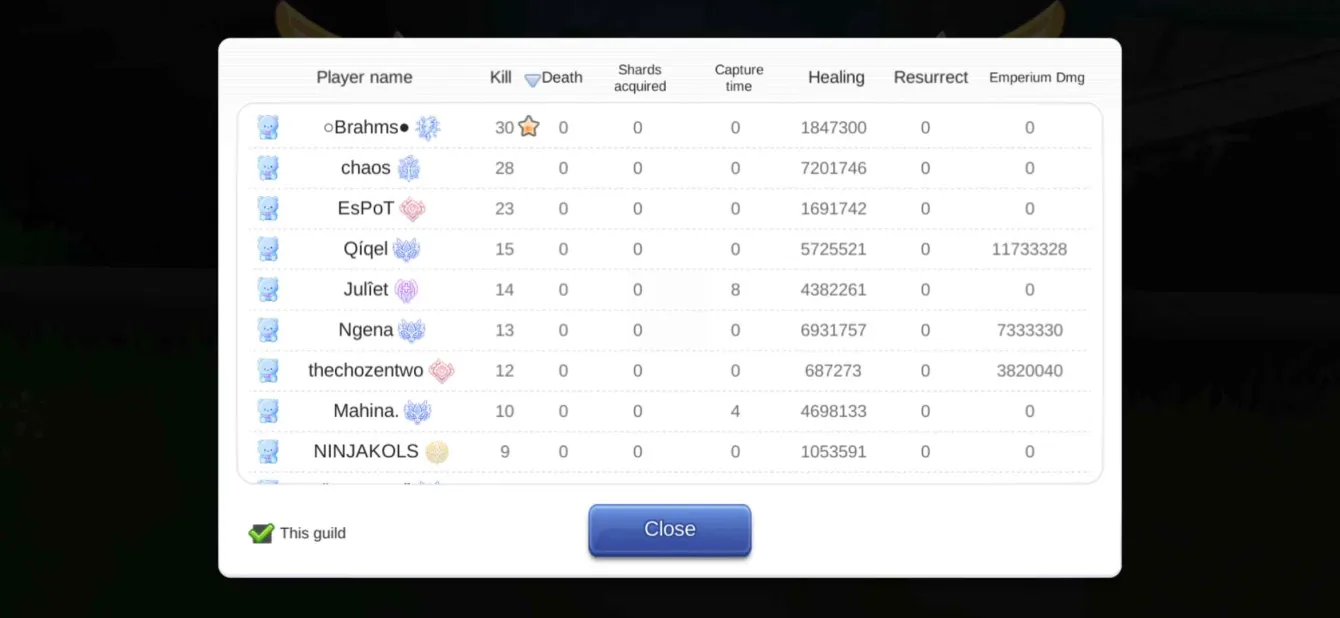 Player name Kill Death Shards acquired Capture time Healing Resurrect Emperium Dmg
○Brahms● 30 0 0 0 1847300 0 0
chaos 28 0 0 0 7201746 0 0
EsPoT 23 0 0 0 1691742 0 0
Qíqel 15 0 0 0 5725521 0 11733328
Julîet 14 0 0 8 4382261 0 0
Ngena 13 0 0 0 6931757 0 7333330
thechozentwo 12 0 0 0 687273 0 3820040
Mahina. 10 0 0 4 4698133 0 0
NINJAKOLS 9 0 0 0 1053591 0 0
This guild
Close